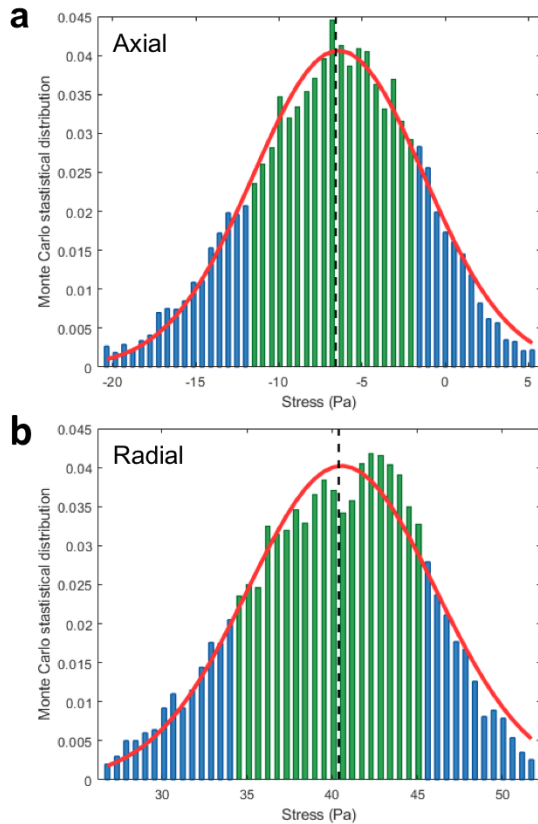 a
Axial
0.045
0.04
0.035
0.03
0.025
0.02
0.015
0.01
0.005
0
Monte Carlo stastistical distribution
-20 -15 -10 -5 0 5
Stress (Pa)
b
Radial
0.045
0.04
0.035
0.03
0.025
0.02
0.015
0.01
0.005
0
Monte Carlo stastistical distribution
30 35 40 45 50
Stress (Pa)